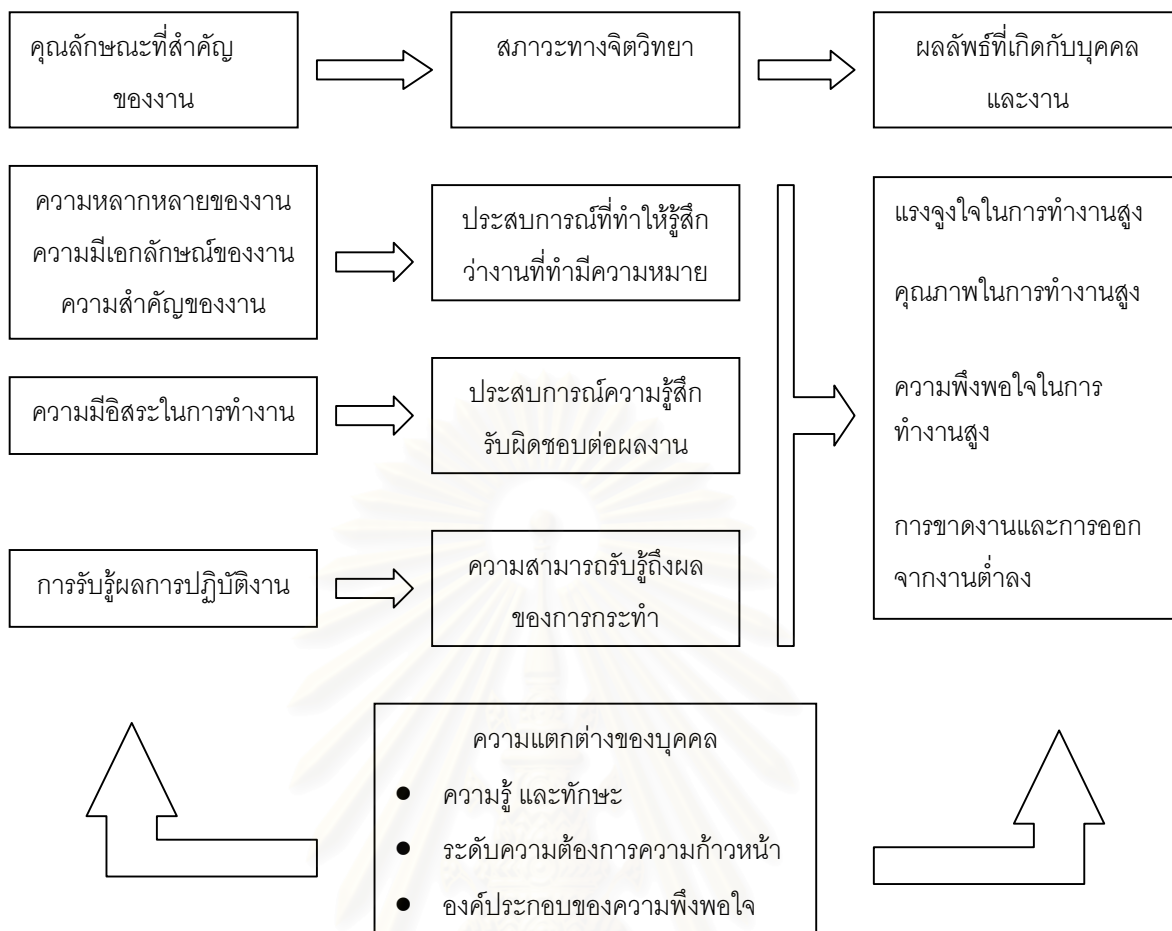 คุณลักษณะที่สำคัญ
ของงาน
สภาวะทางจิตวิทยา
ผลลัพธ์ที่เกิดกับบุคคล
และงาน
ความหลากหลายของงาน
ความมีเอกลักษณ์ของงาน
ความสำคัญของงาน
ประสบการณ์ที่ทำให้รู้สึก
ว่างานที่ทำมีความหมาย
ความมีอิสระในการทำงาน
ประสบการณ์ความรู้สึก
รับผิดชอบต่อผลงาน
การรับรู้ผลการปฏิบัติงาน
ความสามารถรับรู้ถึงผล
ของการกระทำ
แรงจูงใจในการทำงานสูง
คุณภาพในการทำงานสูง
ความพึงพอใจในการ
ทำงานสูง
การขาดงานและการออก
จากงานต่ำลง
ความแตกต่างของบุคคล
● ความรู้ และทักษะ
● ระดับความต้องการความก้าวหน้า
● องค์ประกอบของความพึงพอใจ